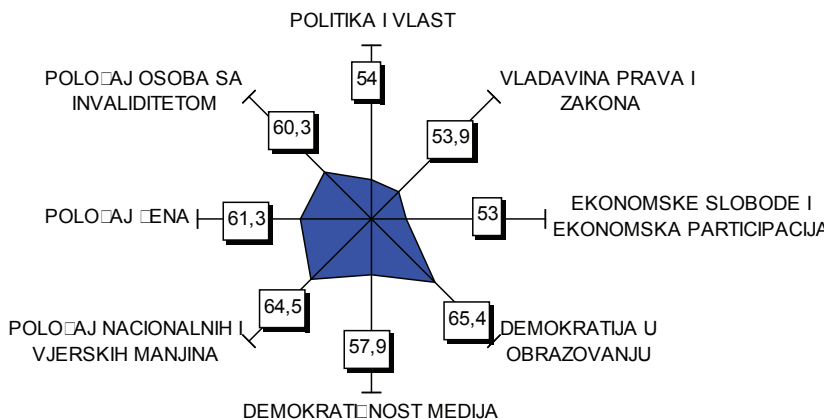 POLITIKA I VLAST
54
VLADAVINA PRAVA I
ZAKONA
53,9
EKONOMSKE SLOBODE I
EKONOMSKA PARTICIPACIJA
53
DEMOKRATIJA U
OBRAZOVANJU
65,4
DEMOKRATI□NOST MEDIJA
57,9
POLO□AJ NACIONALNIH I
VJERSKIH MANJINA
64,5
POLO□AJ □ENA
61,3
POLO□AJ OSOBA SA
INVALIDITETOM
60,3